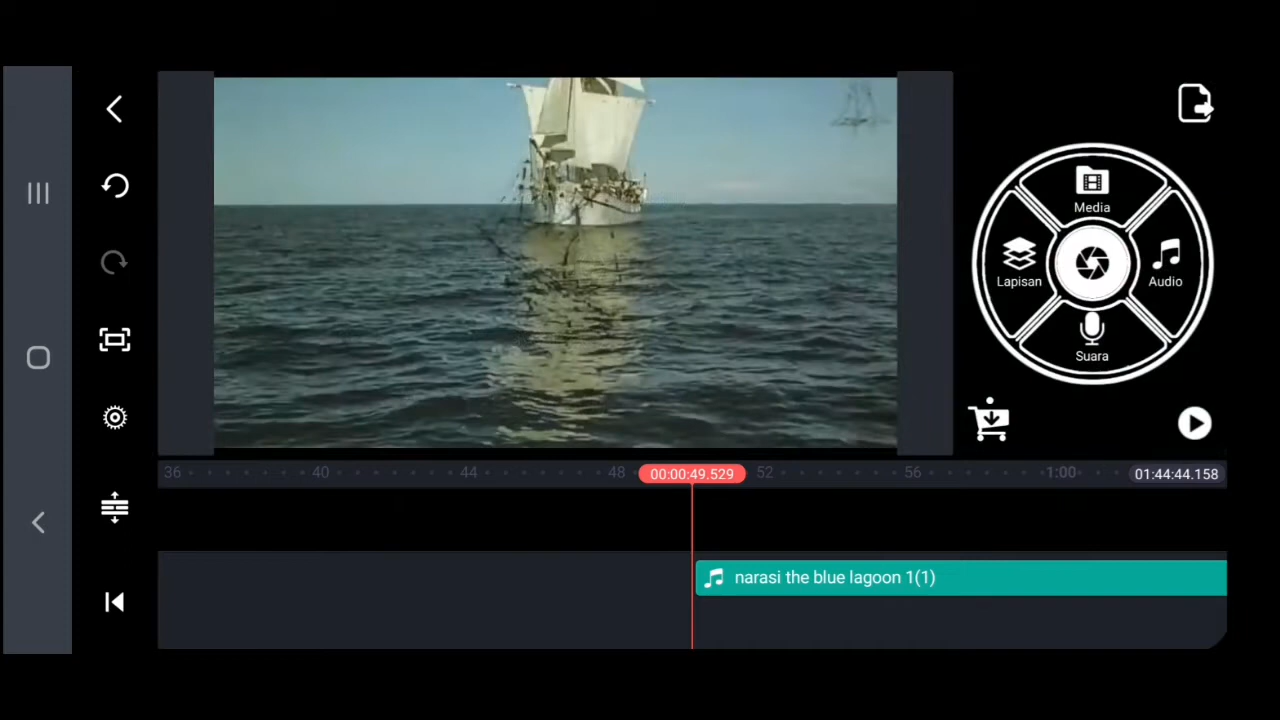 Media
Lapisan
Audio
Suara
36 40 44 48 00:00:49.529 52 56 1:00 01:44:44.158
narasi the blue lagoon 1(1)